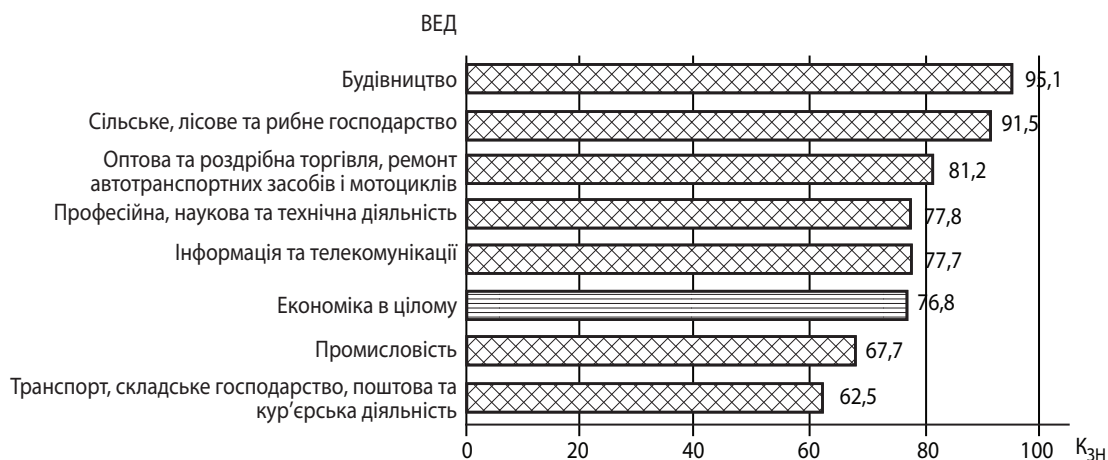 ВЕД
Будівництво
95,1
Сільське, лісове та рибне господарство
91,5
Оптова та роздрібна торгівля, ремонт
автотранспортних засобів і мотоциклів
81,2
Професійна, наукова та технічна діяльність
77,8
Інформація та телекомунікації
77,7
Економіка в цілому
76,8
Промисловість
67,7
Транспорт, складське господарство, поштова та
кур’єрська діяльність
62,5
0 20 40 60 80 100 КЗН